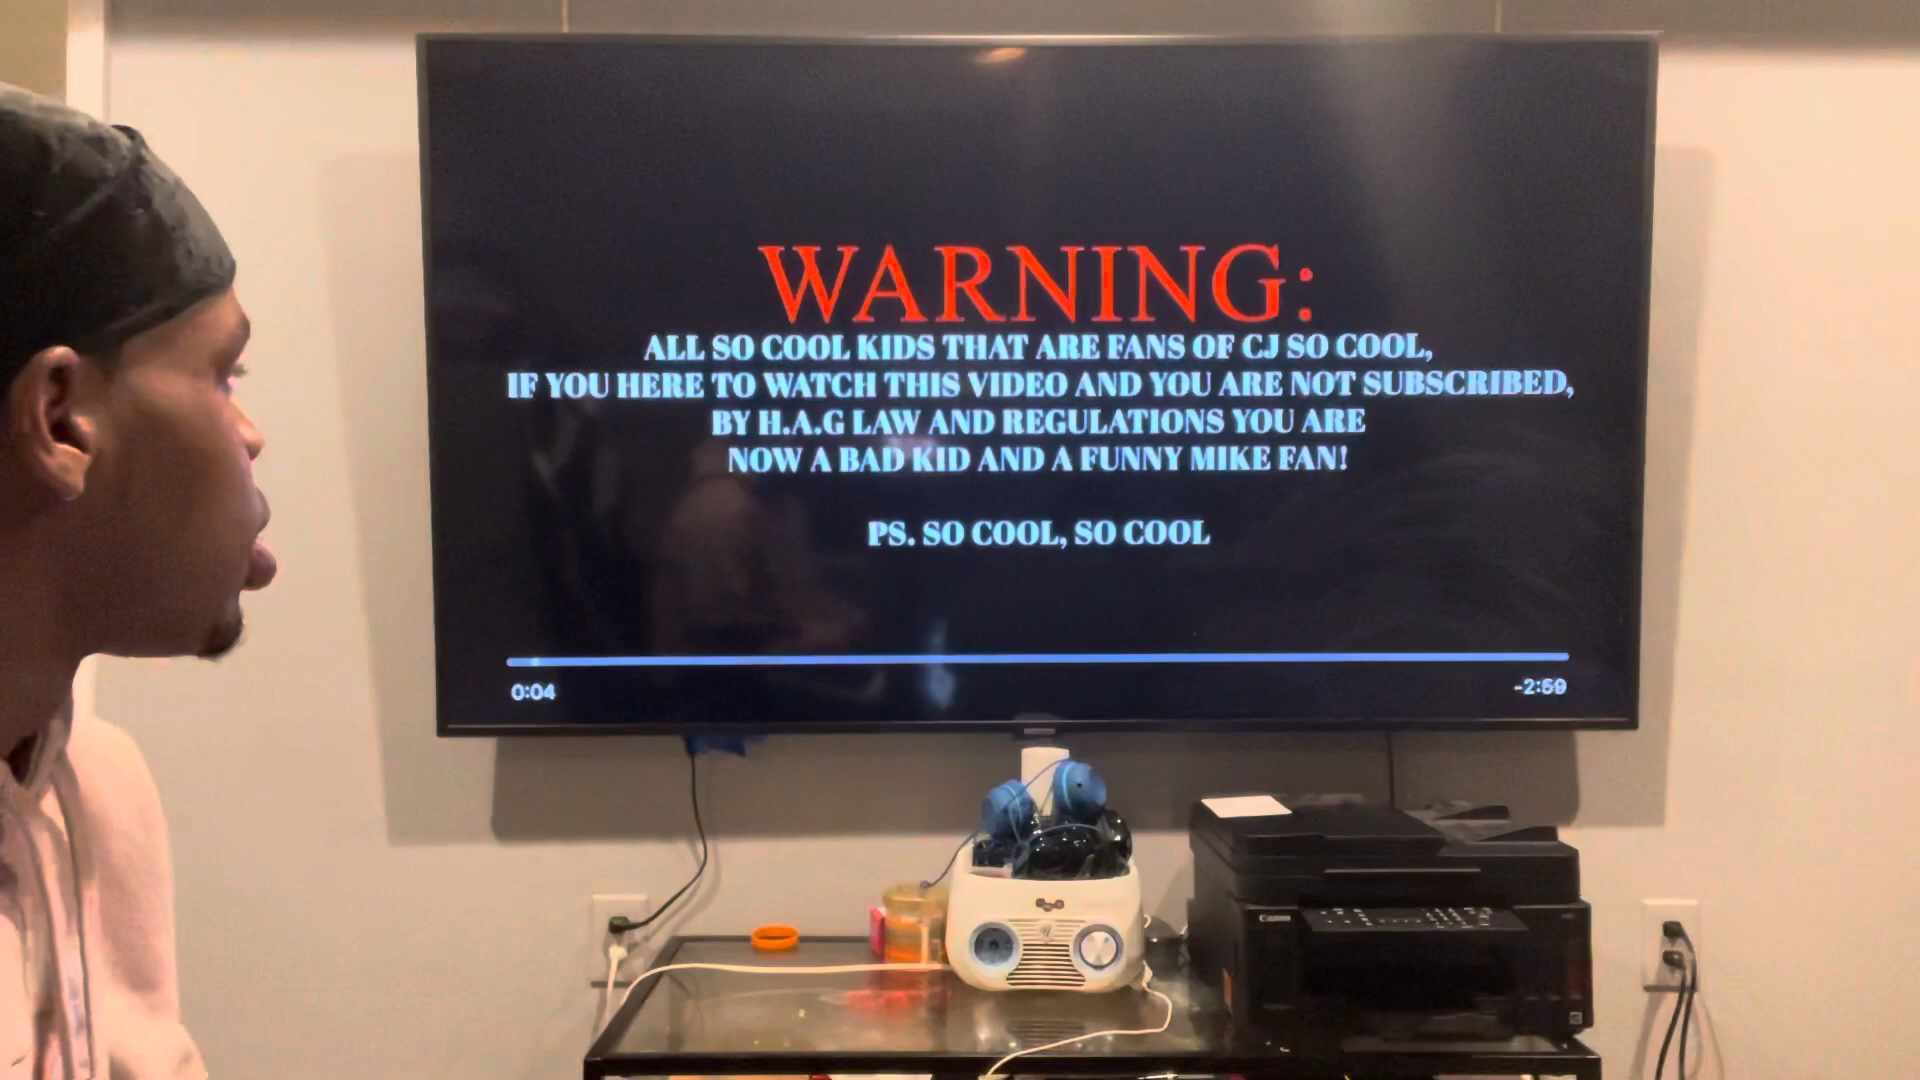 WARNING:
ALL SO COOL KIDS THAT ARE FANS OF CJ SO COOL,
IF YOU HERE TO WATCH THIS VIDEO AND YOU ARE NOT SUBSCRIBED,
BY H.A.G LAW AND REGULATIONS YOU ARE
NOW A BAD KID AND A FUNNY MIKE FAN!
PS. SO COOL, SO COOL
0:04
-2:59
Canon